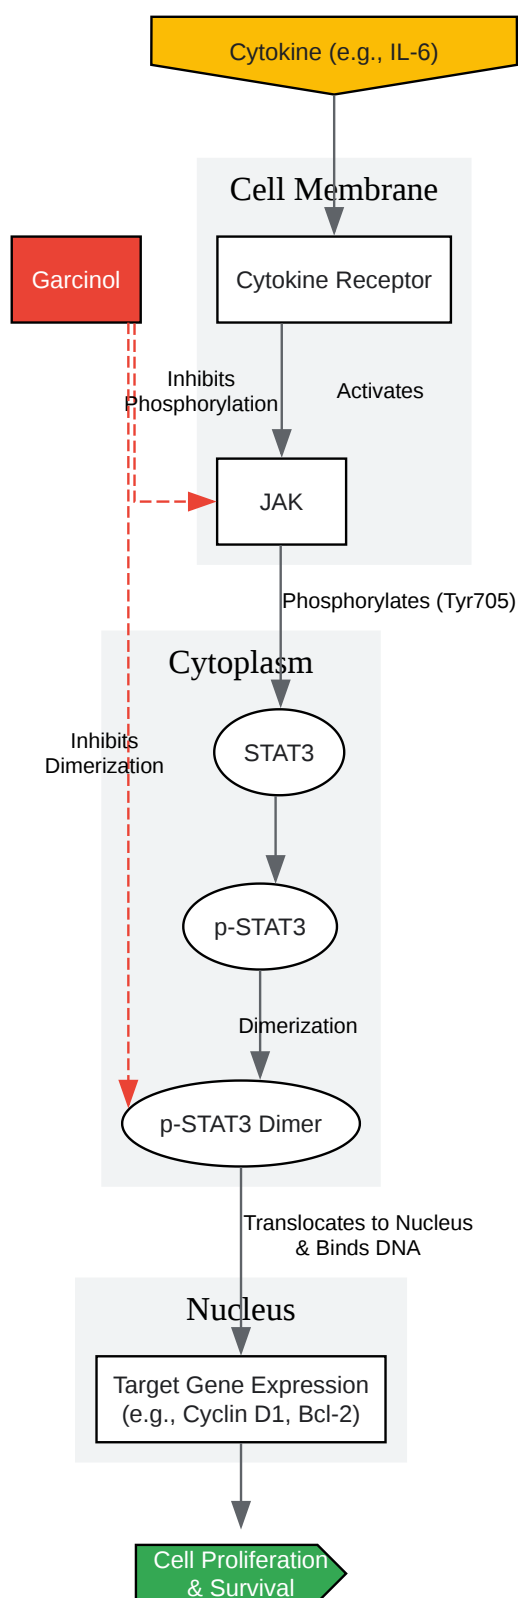 Cytokine (e.g., IL-6)
Cell Membrane
Garcinol
Cytokine Receptor
Inhibits
Phosphorylation
Activates
JAK
Phosphorylates (Tyr705)
Cytoplasm
Inhibits
Dimerization
STAT3
p-STAT3
Dimerization
p-STAT3 Dimer
Translocates to Nucleus
& Binds DNA
Nucleus
Target Gene Expression
(e.g., Cyclin D1, Bcl-2)
Cell Proliferation
& Survival